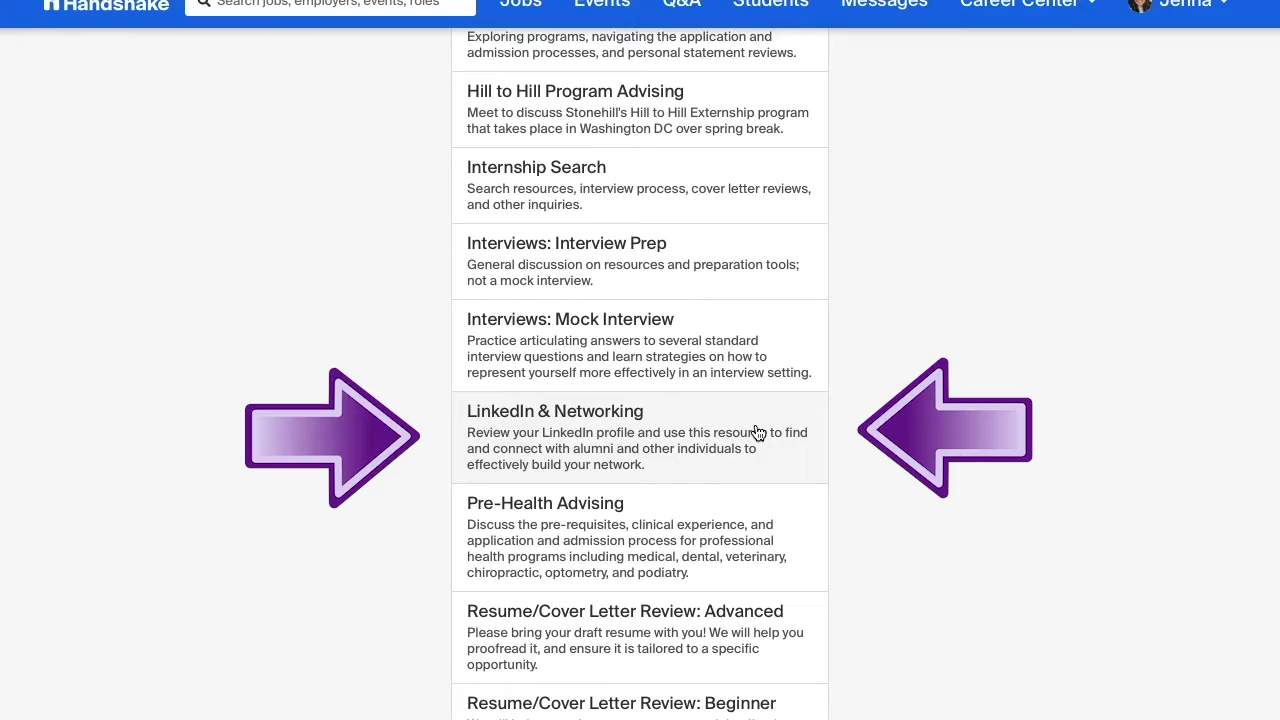 Handshake
Search jobs, employers, events, roles
Jobs
Events
Q&A
Students
Messages
Career Center
Jenna
Exploring programs, navigating the application and
admission processes, and personal statement reviews.
Hill to Hill Program Advising
Meet to discuss Stonehill's Hill to Hill Externship program
that takes place in Washington DC over spring break.
Internship Search
Search resources, interview process, cover letter reviews,
and other inquiries.
Interviews: Interview Prep
General discussion on resources and preparation tools;
not a mock interview.
Interviews: Mock Interview
Practice articulating answers to several standard
interview questions and learn strategies on how to
represent yourself more effectively in an interview setting.
LinkedIn & Networking
Review your LinkedIn profile and use this resource to find
and connect with alumni and other individuals to
effectively build your network.
Pre-Health Advising
Discuss the pre-requisites, clinical experience, and
application and admission process for professional
health programs including medical, dental, veterinary,
chiropractic, optometry, and podiatry.
Resume/Cover Letter Review: Advanced
Please bring your draft resume with you! We will help you
proofread it, and ensure it is tailored to a specific
opportunity.
Resume/Cover Letter Review: Beginner